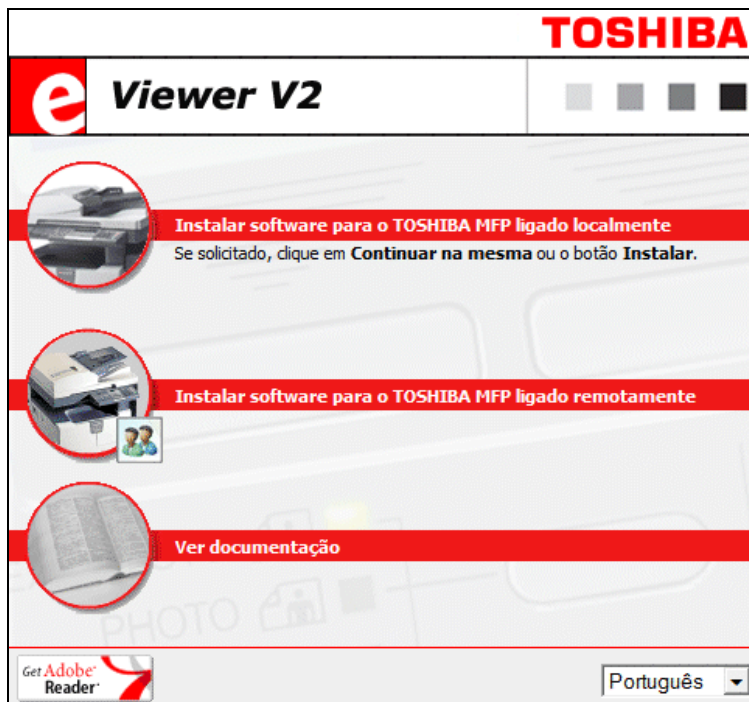 TOSHIBA
e Viewer V2
Instalar software para o TOSHIBA MFP ligado localmente
Se solicitado, clique em Continuar na mesma ou o botão Instalar.
Instalar software para o TOSHIBA MFP ligado remotamente
Ver documentação
PHOTO
Get Adobe
Reader
Português